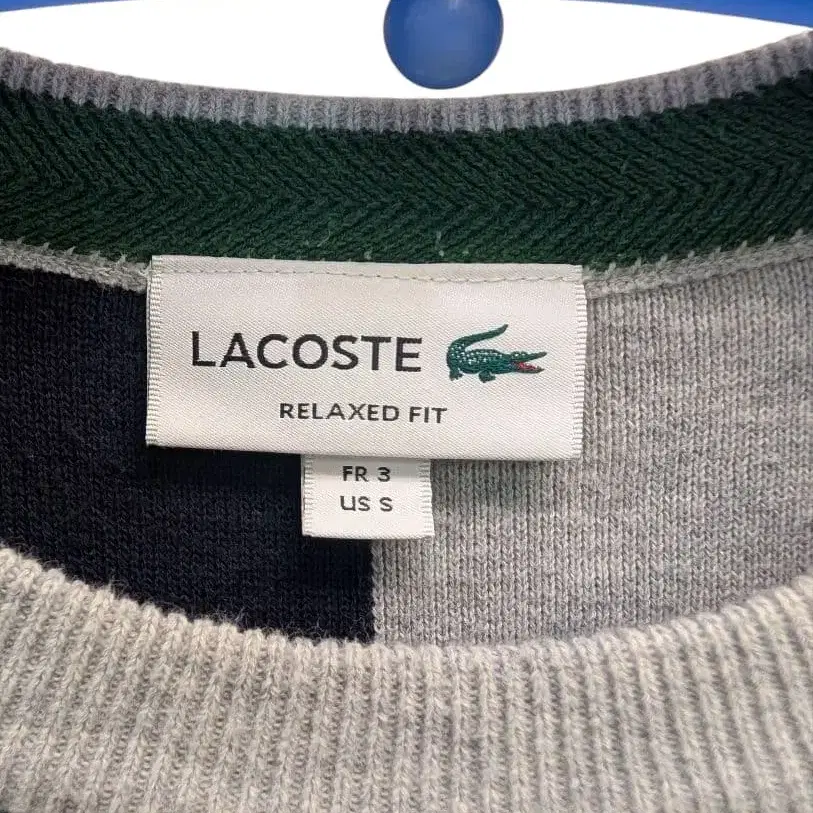 LACOSTE
RELAXED FIT
FR 3
US S